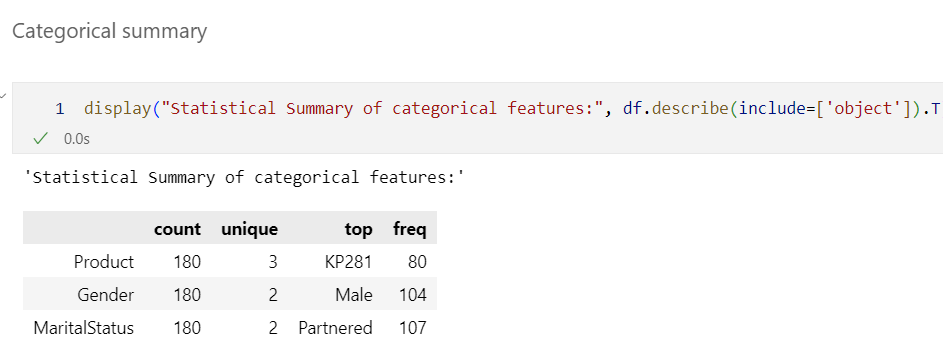 Categorical summary
1 display("Statistical Summary of categorical features:", df.describe(include=['object']).T
0.0s
'Statistical Summary of categorical features:'
count unique top freq
Product 180 3 KP281 80
Gender 180 2 Male 104
MaritalStatus 180 2 Partnered 107